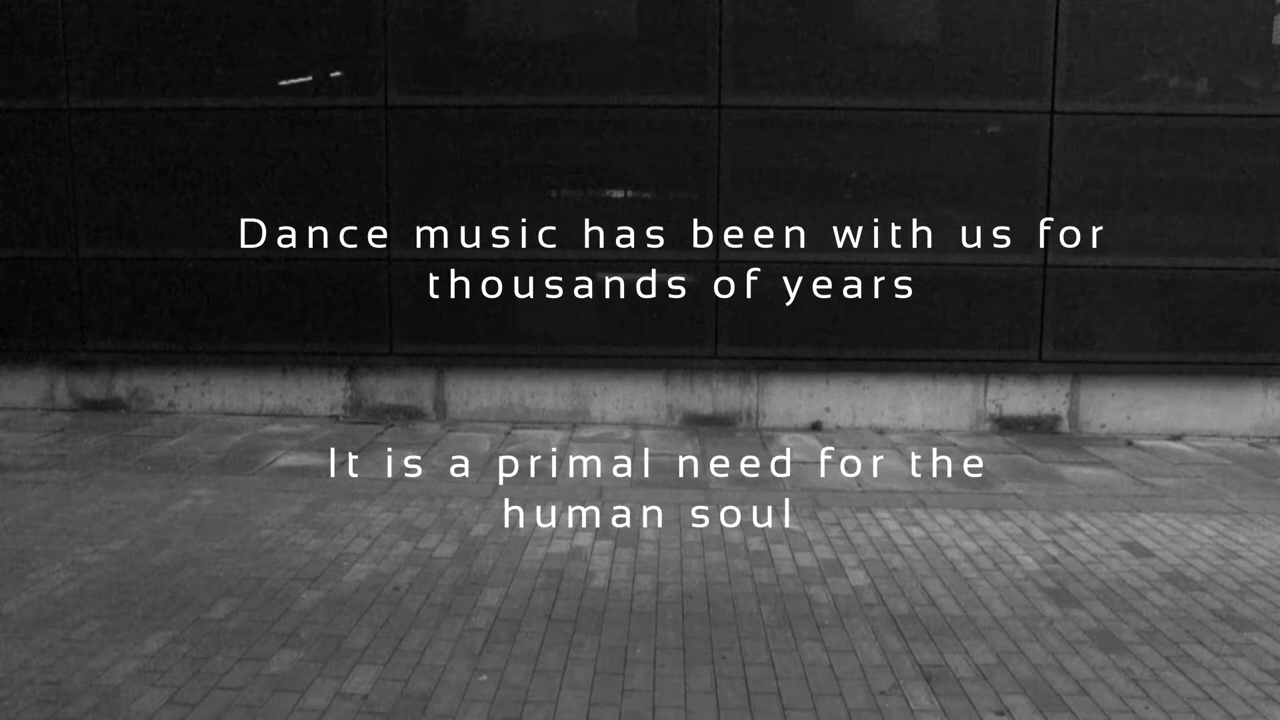 Dance music has been with us for
thousands of years
It is a primal need for the
human soul